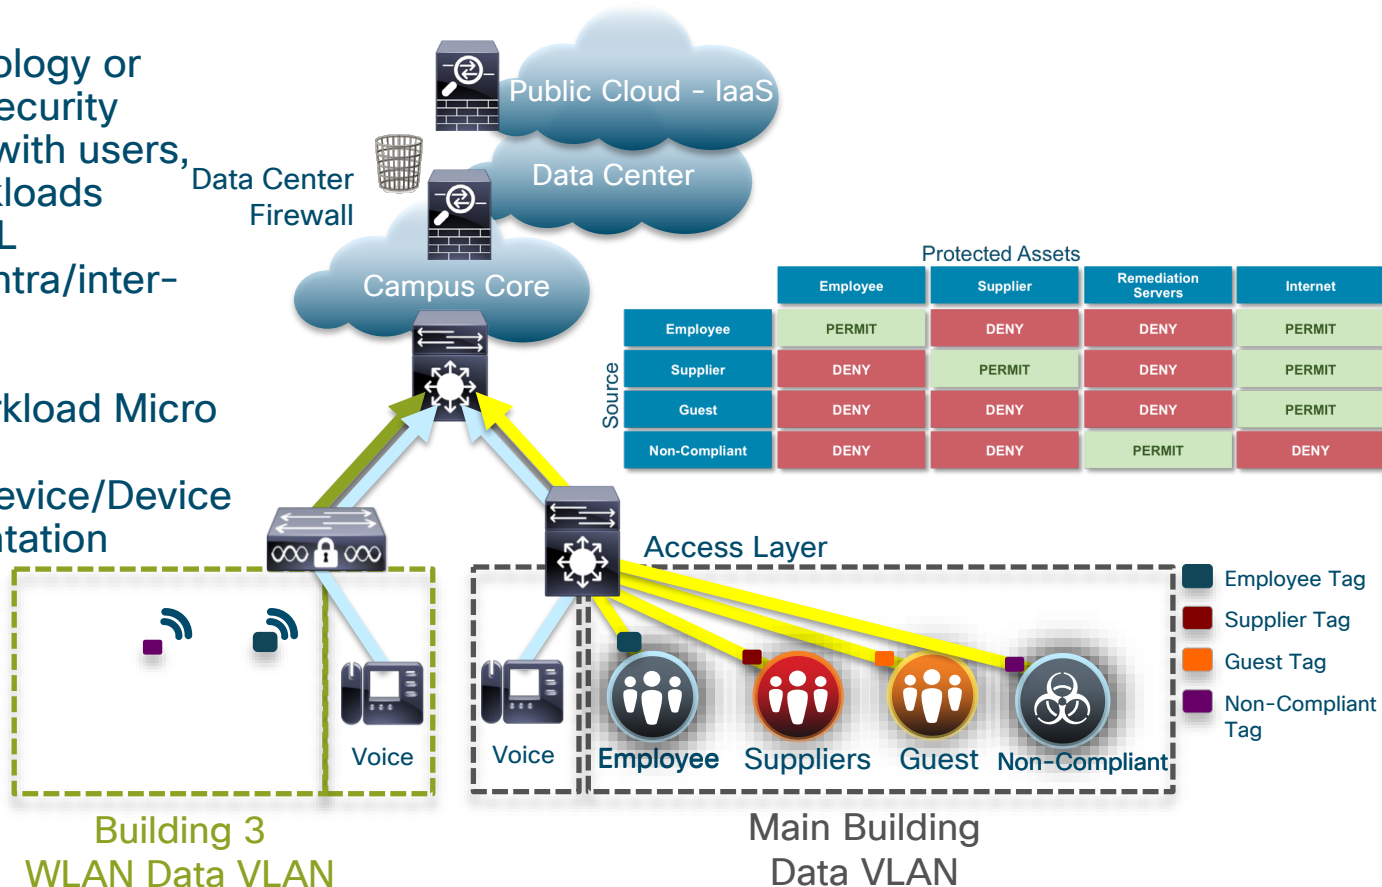 ology or
ecurity
with users,
kloads
L
ntra/inter-
rkload Micro
evice/Device
tation
Public Cloud - IaaS
Data Center
Data Center
Firewall
Campus Core
Protected Assets
Employee
Supplier
Remediation
Servers
Internet
Source
Employee
PERMIT
DENY
DENY
PERMIT
Supplier
DENY
PERMIT
DENY
PERMIT
Guest
DENY
DENY
DENY
PERMIT
Non-Compliant
DENY
DENY
PERMIT
DENY
Access Layer
Employee Tag
Supplier Tag
Guest Tag
Non-Compliant
Tag
Voice
Voice
Employee
Suppliers
Guest
Non-Compliant
Building 3
WLAN Data VLAN
Main Building
Data VLAN